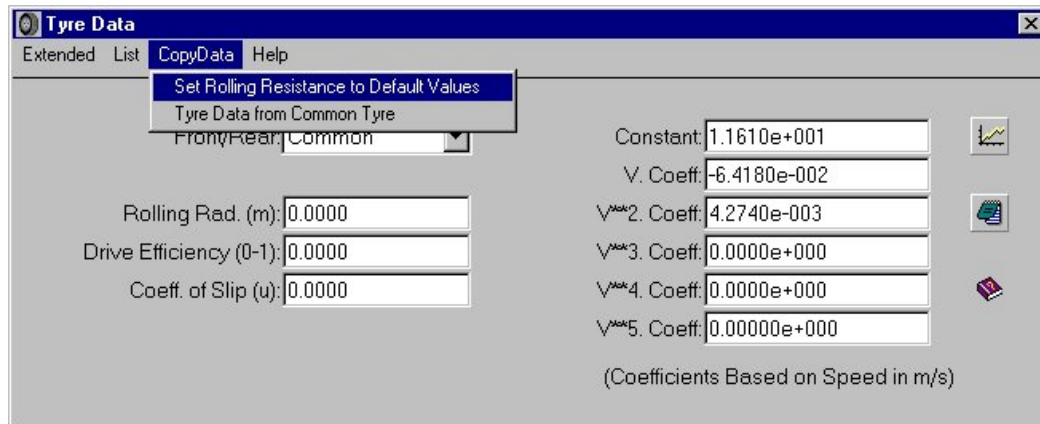 Tyre Data
Extended List CopyData Help
Set Rolling Resistance to Default Values
Tyre Data from Common Tyre
Front/Rear: Common
Constant: 1.1610e+001
V. Coeff: -6.4180e-002
Rolling Rad. (m): 0.0000
V***2. Coeff: 4.2740e-003
Drive Efficiency (0-1): 0.0000
V***3. Coeff: 0.0000e+000
Coeff. of Slip (u): 0.0000
V***4. Coeff: 0.0000e+000
V***5. Coeff: 0.00000e+000
(Coefficients Based on Speed in m/s)